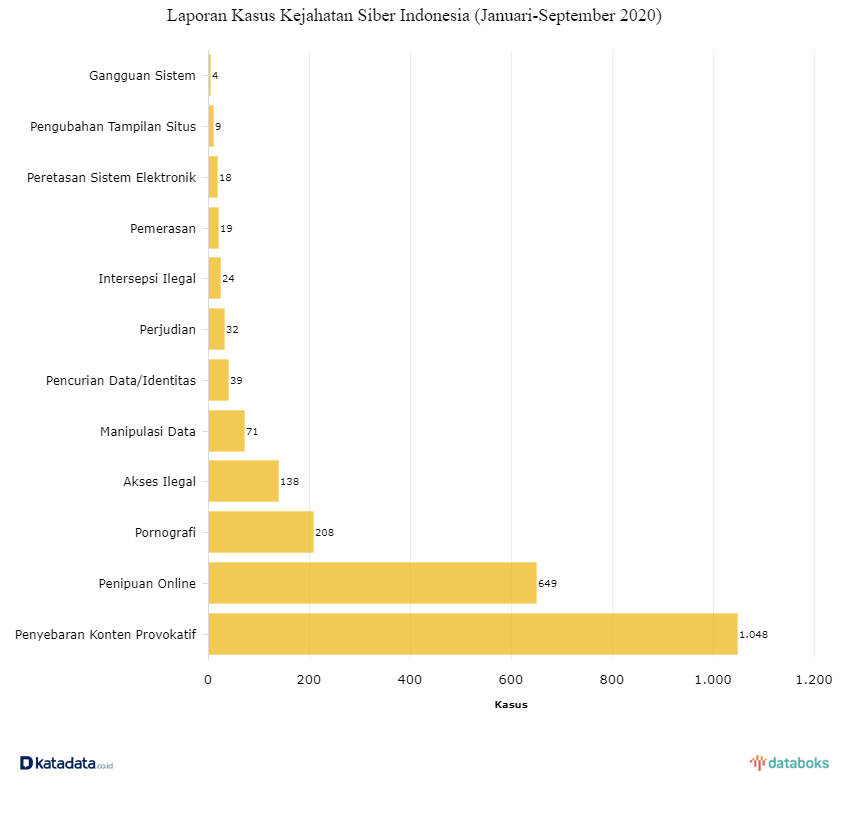 Laporan Kasus Kejahatan Siber Indonesia (Januari-September 2020)
Gangguan Sistem 4
Pengubahan Tampilan Situs 9
Peretasan Sistem Elektronik 18
Pemerasan 19
Intersepsi Ilegal 24
Perjudian 32
Pencurian Data/Identitas 39
Manipulasi Data 71
Akses Ilegal 138
Pornografi 208
Penipuan Online 649
Penyebaran Konten Provokatif 1.048
0 200 400 600 800 1.000 1.200
Kasus
katadata.co.id databoks